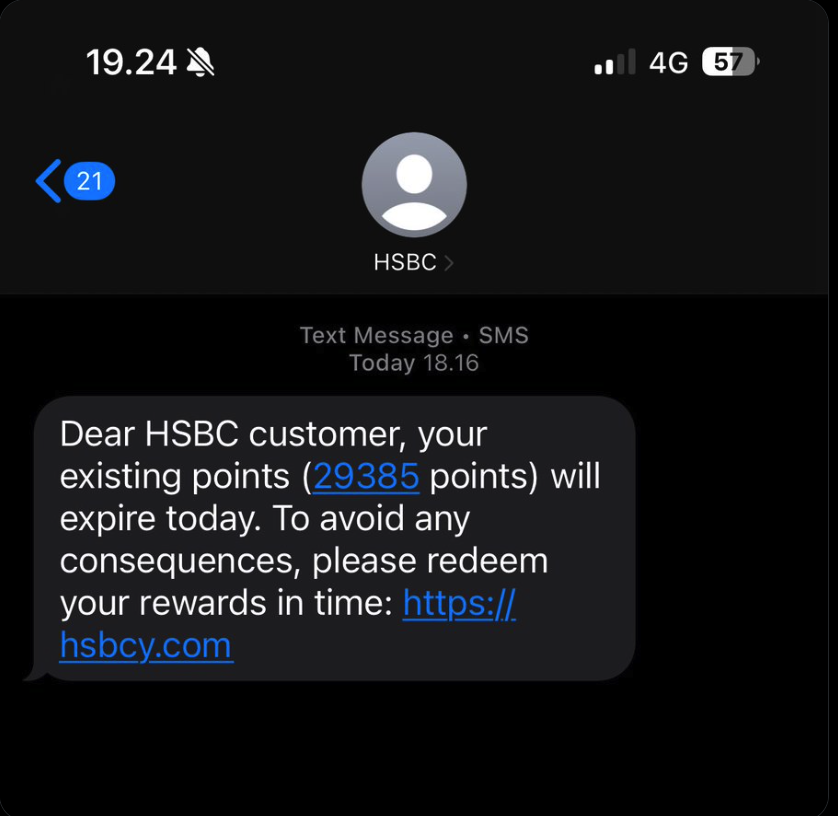 19.24
4G
57
21
HSBC
Text Message • SMS
Today 18.16
Dear HSBC customer, your
existing points (29385 points) will
expire today. To avoid any
consequences, please redeem
your rewards in time: https://
hsbcy.com